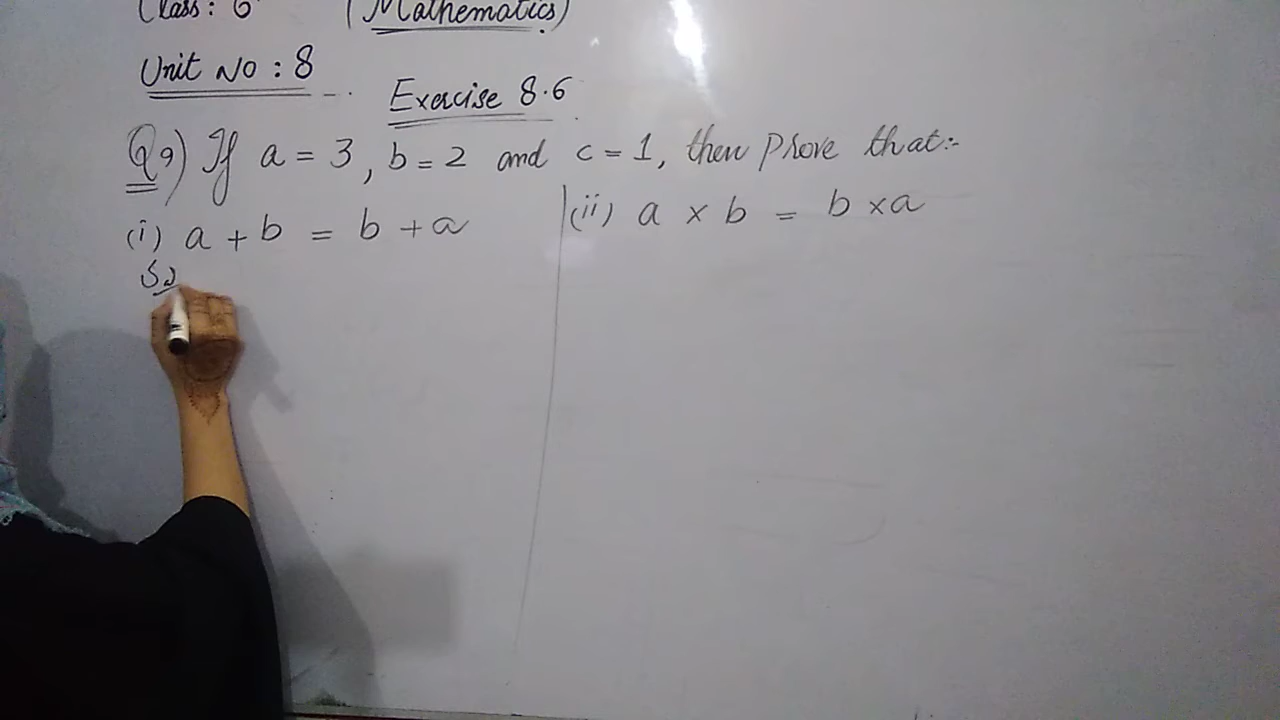 Class: 6 (Mathematics)
Unit No : 8
Exercise 8.6
Q9) If a = 3, b = 2 and c = 1, then prove that:-
(i) a + b = b + a
(ii) a × b = b × a